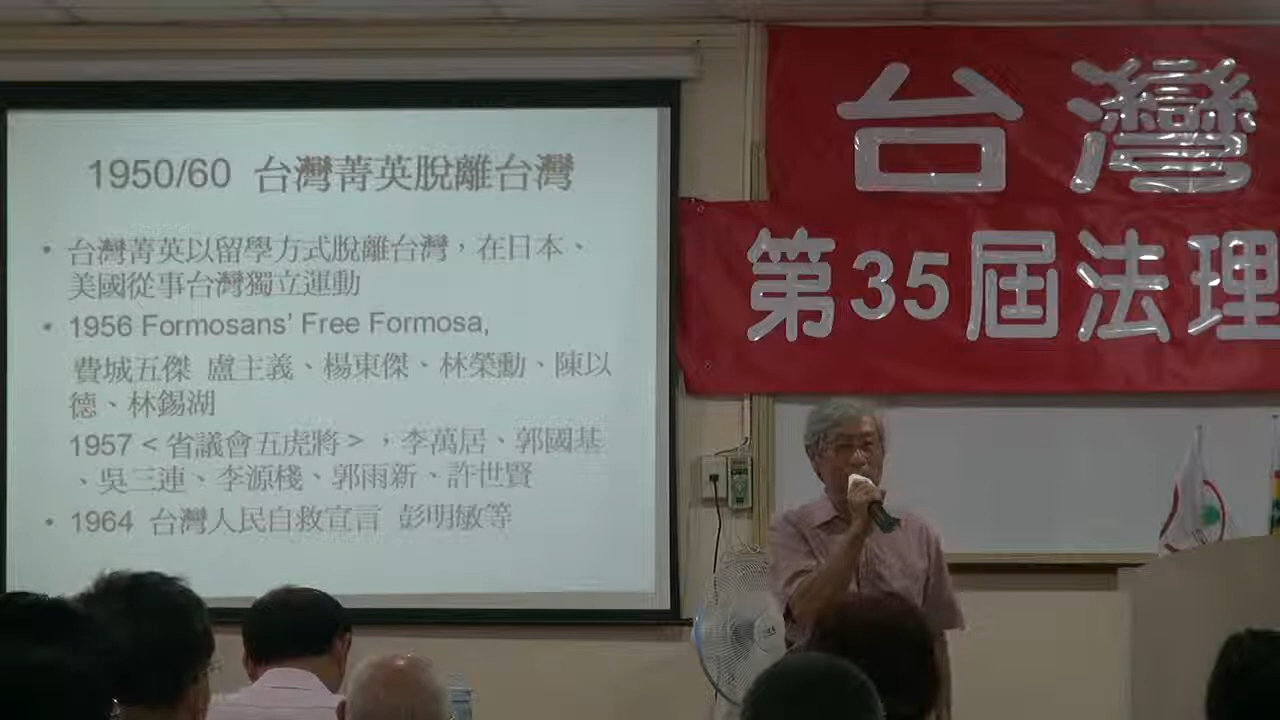 1950/60 台灣菁英脫離台灣
• 台灣菁英以留學方式脫離台灣，在日本、
美國從事台灣獨立運動
• 1956 Formosans' Free Formosa,
費城五傑 盧主義、楊東傑、林榮勳、陳以
德、林錫湖
1957 < 省議會五虎將 > ，李萬居、郭國基
、吳三連、李源棧、郭雨新、許世賢
• 1964 台灣人民自救宣言 彭明敏等
台灣
第35屆法理